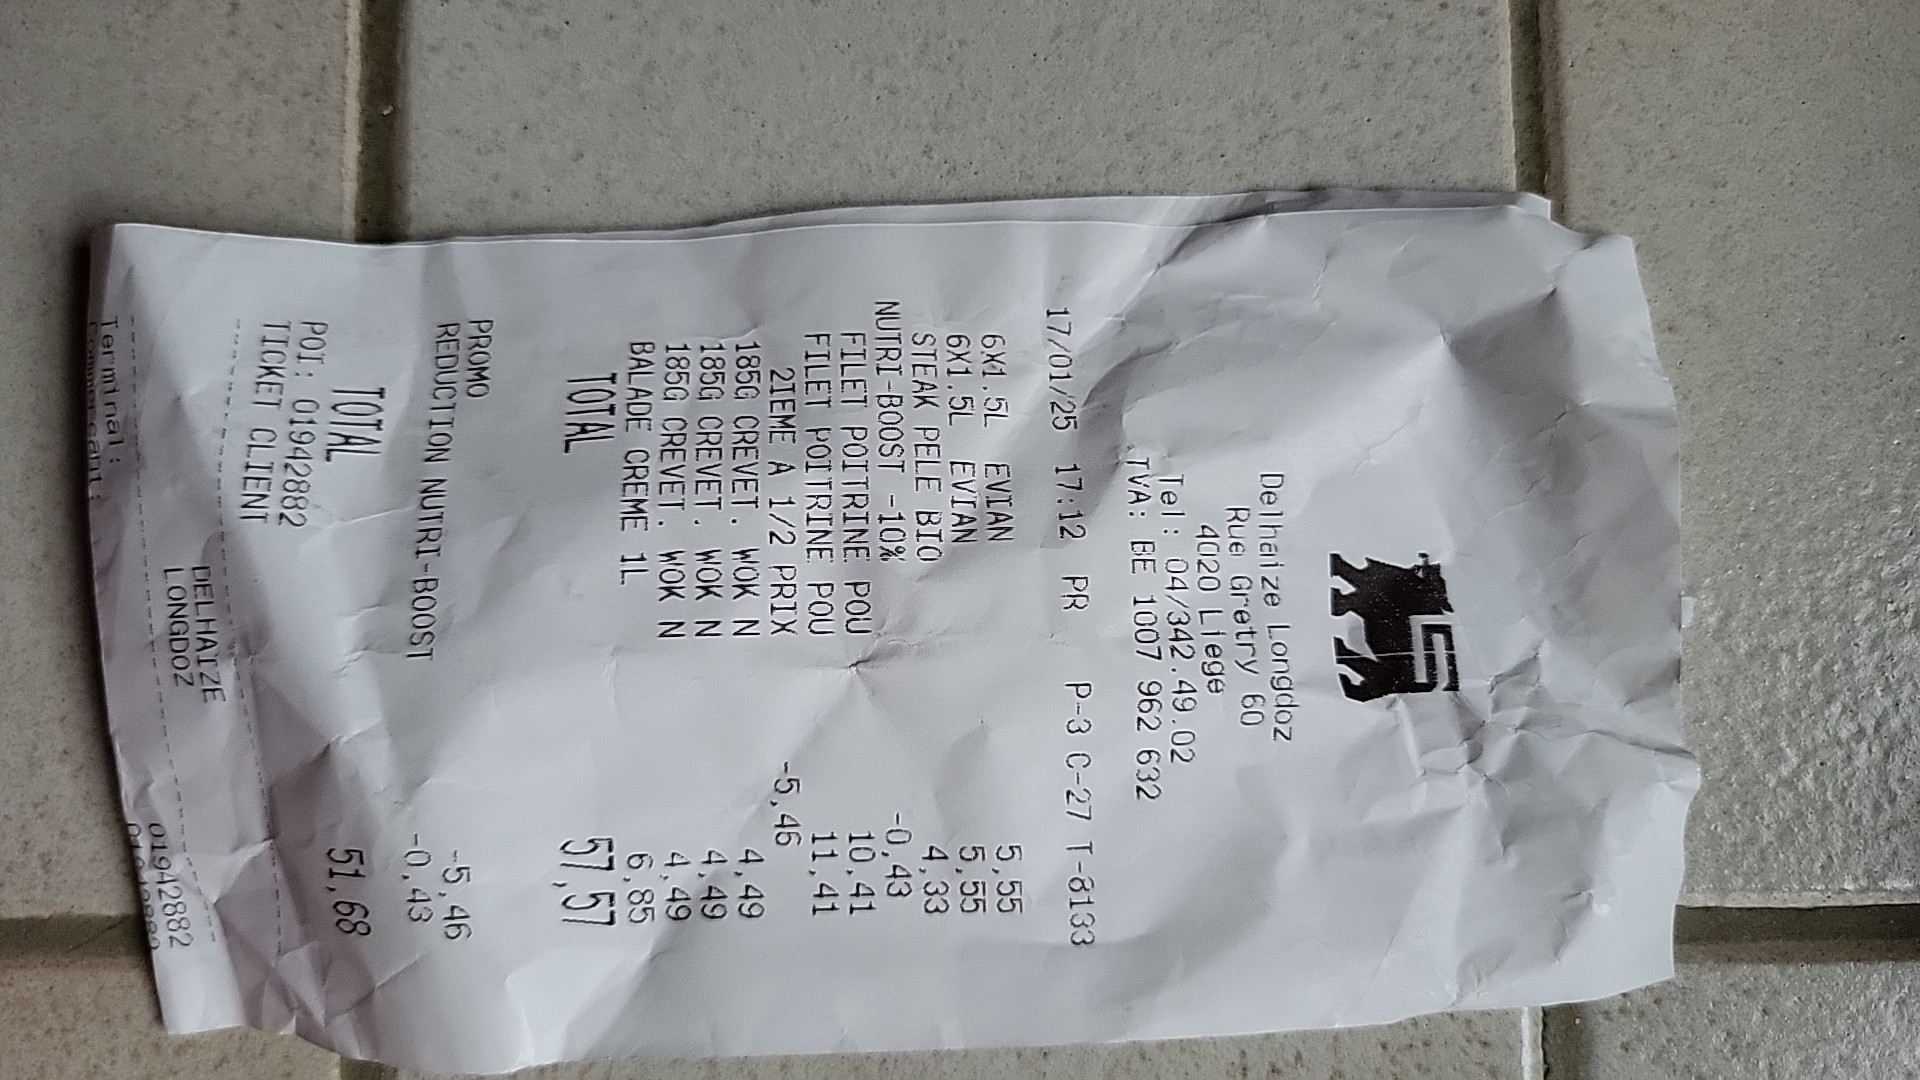 Delhaize Longdoz
Rue Gretry 60
4020 Liege
Tel: 04/342.49.02
TVA: BE 1007 962 632
17/01/25 17:12 PR P-3 C-27 T-8133
6X1.5L EVIAN 5,55
6X1.5L EVIAN 5,55
STEAK PELE BIO 4,33
NUTRI-BOOST -10% -0,43
FILET POITRINE POU 10,41
FILET POITRINE POU 11,41
2IEME A 1/2 PRIX -5,46
185G CREVET. WOK N 4,49
185G CREVET. WOK N 4,49
185G CREVET. WOK N 4,49
BALADE CREME 1L 6,85
TOTAL 57,57
PROMO -5,46
REDUCTION NUTRI-BOOST -0,43
TOTAL 51,68
POI: 01942882
TICKET CLIENT
DELHAIZE
LONGDOZ
Terminal: 01942882